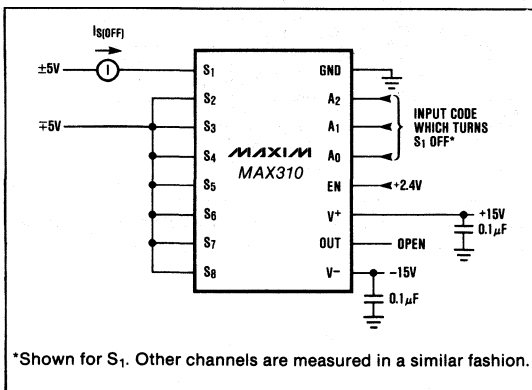 IS(OFF)
±5V
I
S1
GND
S2
A2
∓5V
S3
A1
INPUT CODE
WHICH TURNS
S1 OFF*
S4
MAXIM
MAX310
A0
S5
EN
+2.4V
S6
V+
+15V
0.1μF
S7
OUT
OPEN
S8
V−
−15V
0.1μF
*Shown for S1. Other channels are measured in a similar fashion.